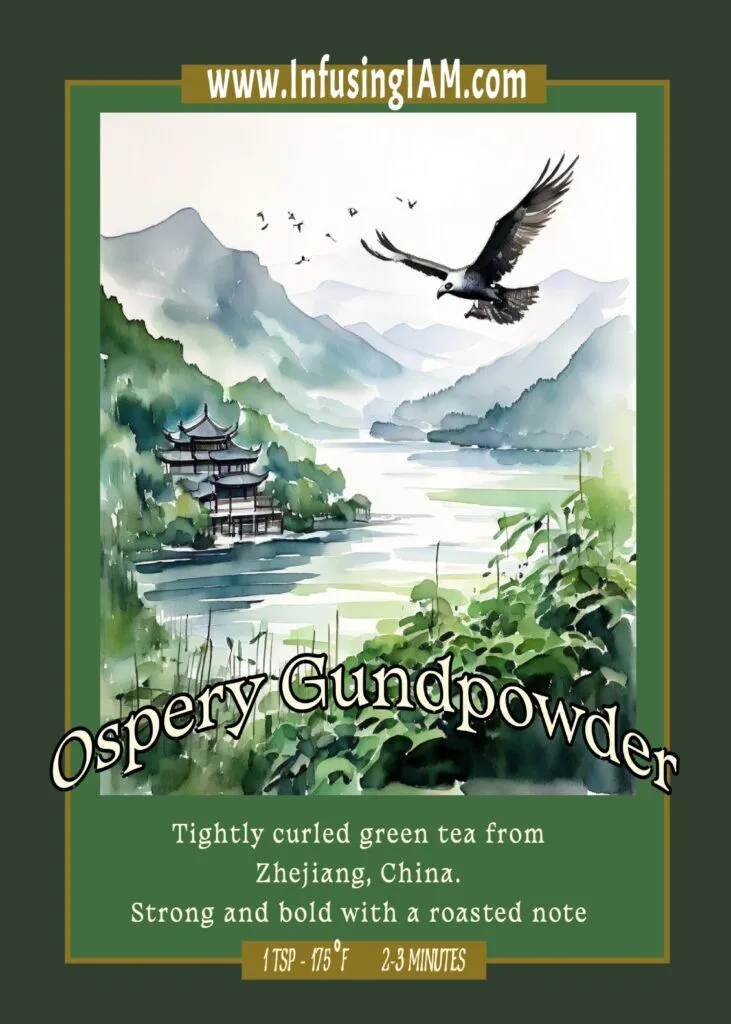 www.InfusingIAM.com
Ospery Gundpowder
Tightly curled green tea from
Zhejiang, China.
Strong and bold with a roasted note
1 TSP - 175°F 2-3 MINUTES